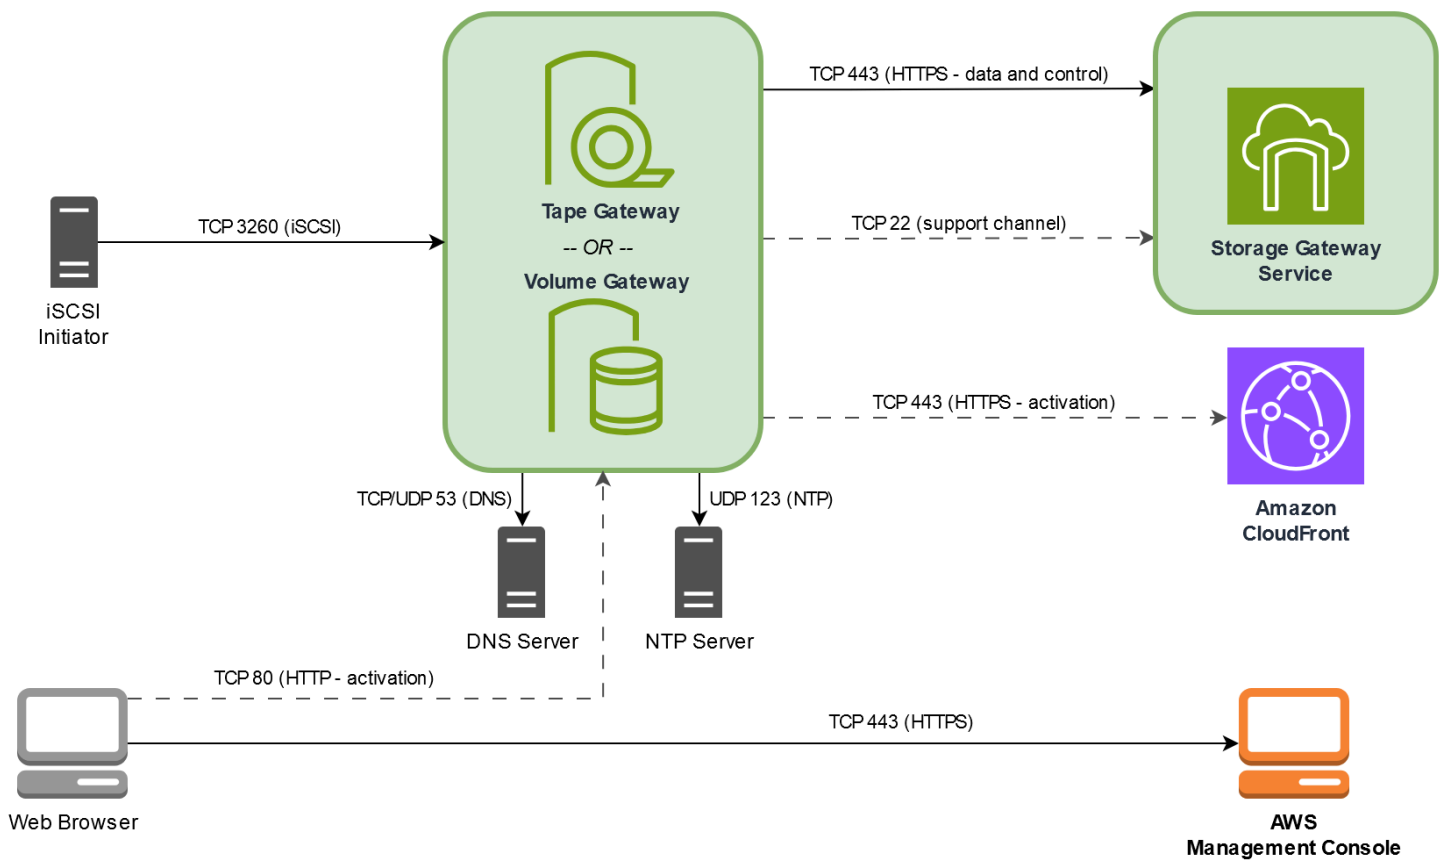 TCP 443 (HTTPS - data and control)
Tape Gateway
-- OR --
Volume Gateway
TCP 3260 (iSCSI)
TCP 22 (support channel)
Storage Gateway
Service
iSCSI
Initiator
TCP 443 (HTTPS - activation)
TCP/UDP 53 (DNS)
UDP 123 (NTP)
Amazon
CloudFront
DNS Server
NTP Server
TCP 80 (HTTP - activation)
TCP 443 (HTTPS)
Web Browser
AWS
Management Console